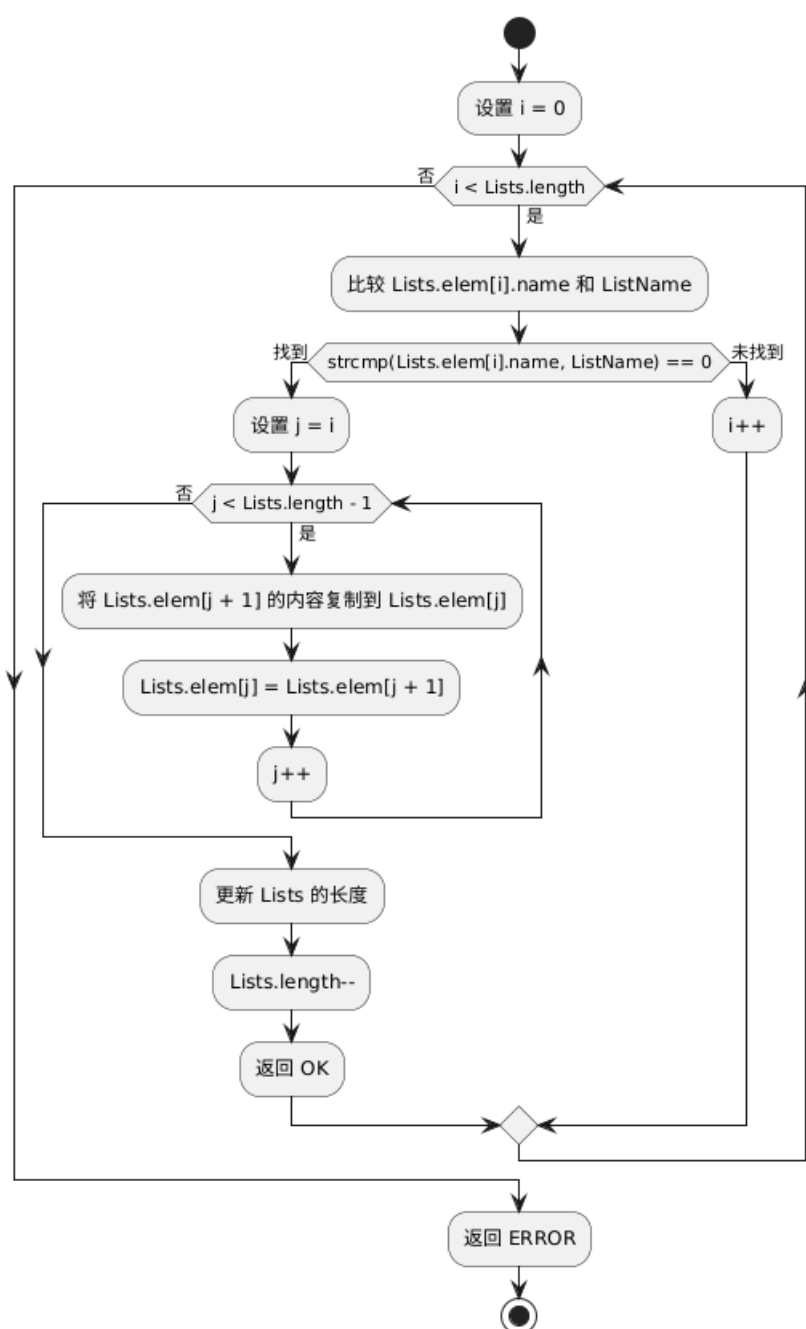 设置 i = 0
否
i < Lists.length
是
比较 Lists.elem[i].name 和 ListName
找到
strcmp(Lists.elem[i].name, ListName) == 0
未找到
设置 j = i
i++
否
j < Lists.length - 1
是
将 Lists.elem[j + 1] 的内容复制到 Lists.elem[j]
Lists.elem[j] = Lists.elem[j + 1]
j++
更新 Lists 的长度
Lists.length--
返回 OK
返回 ERROR